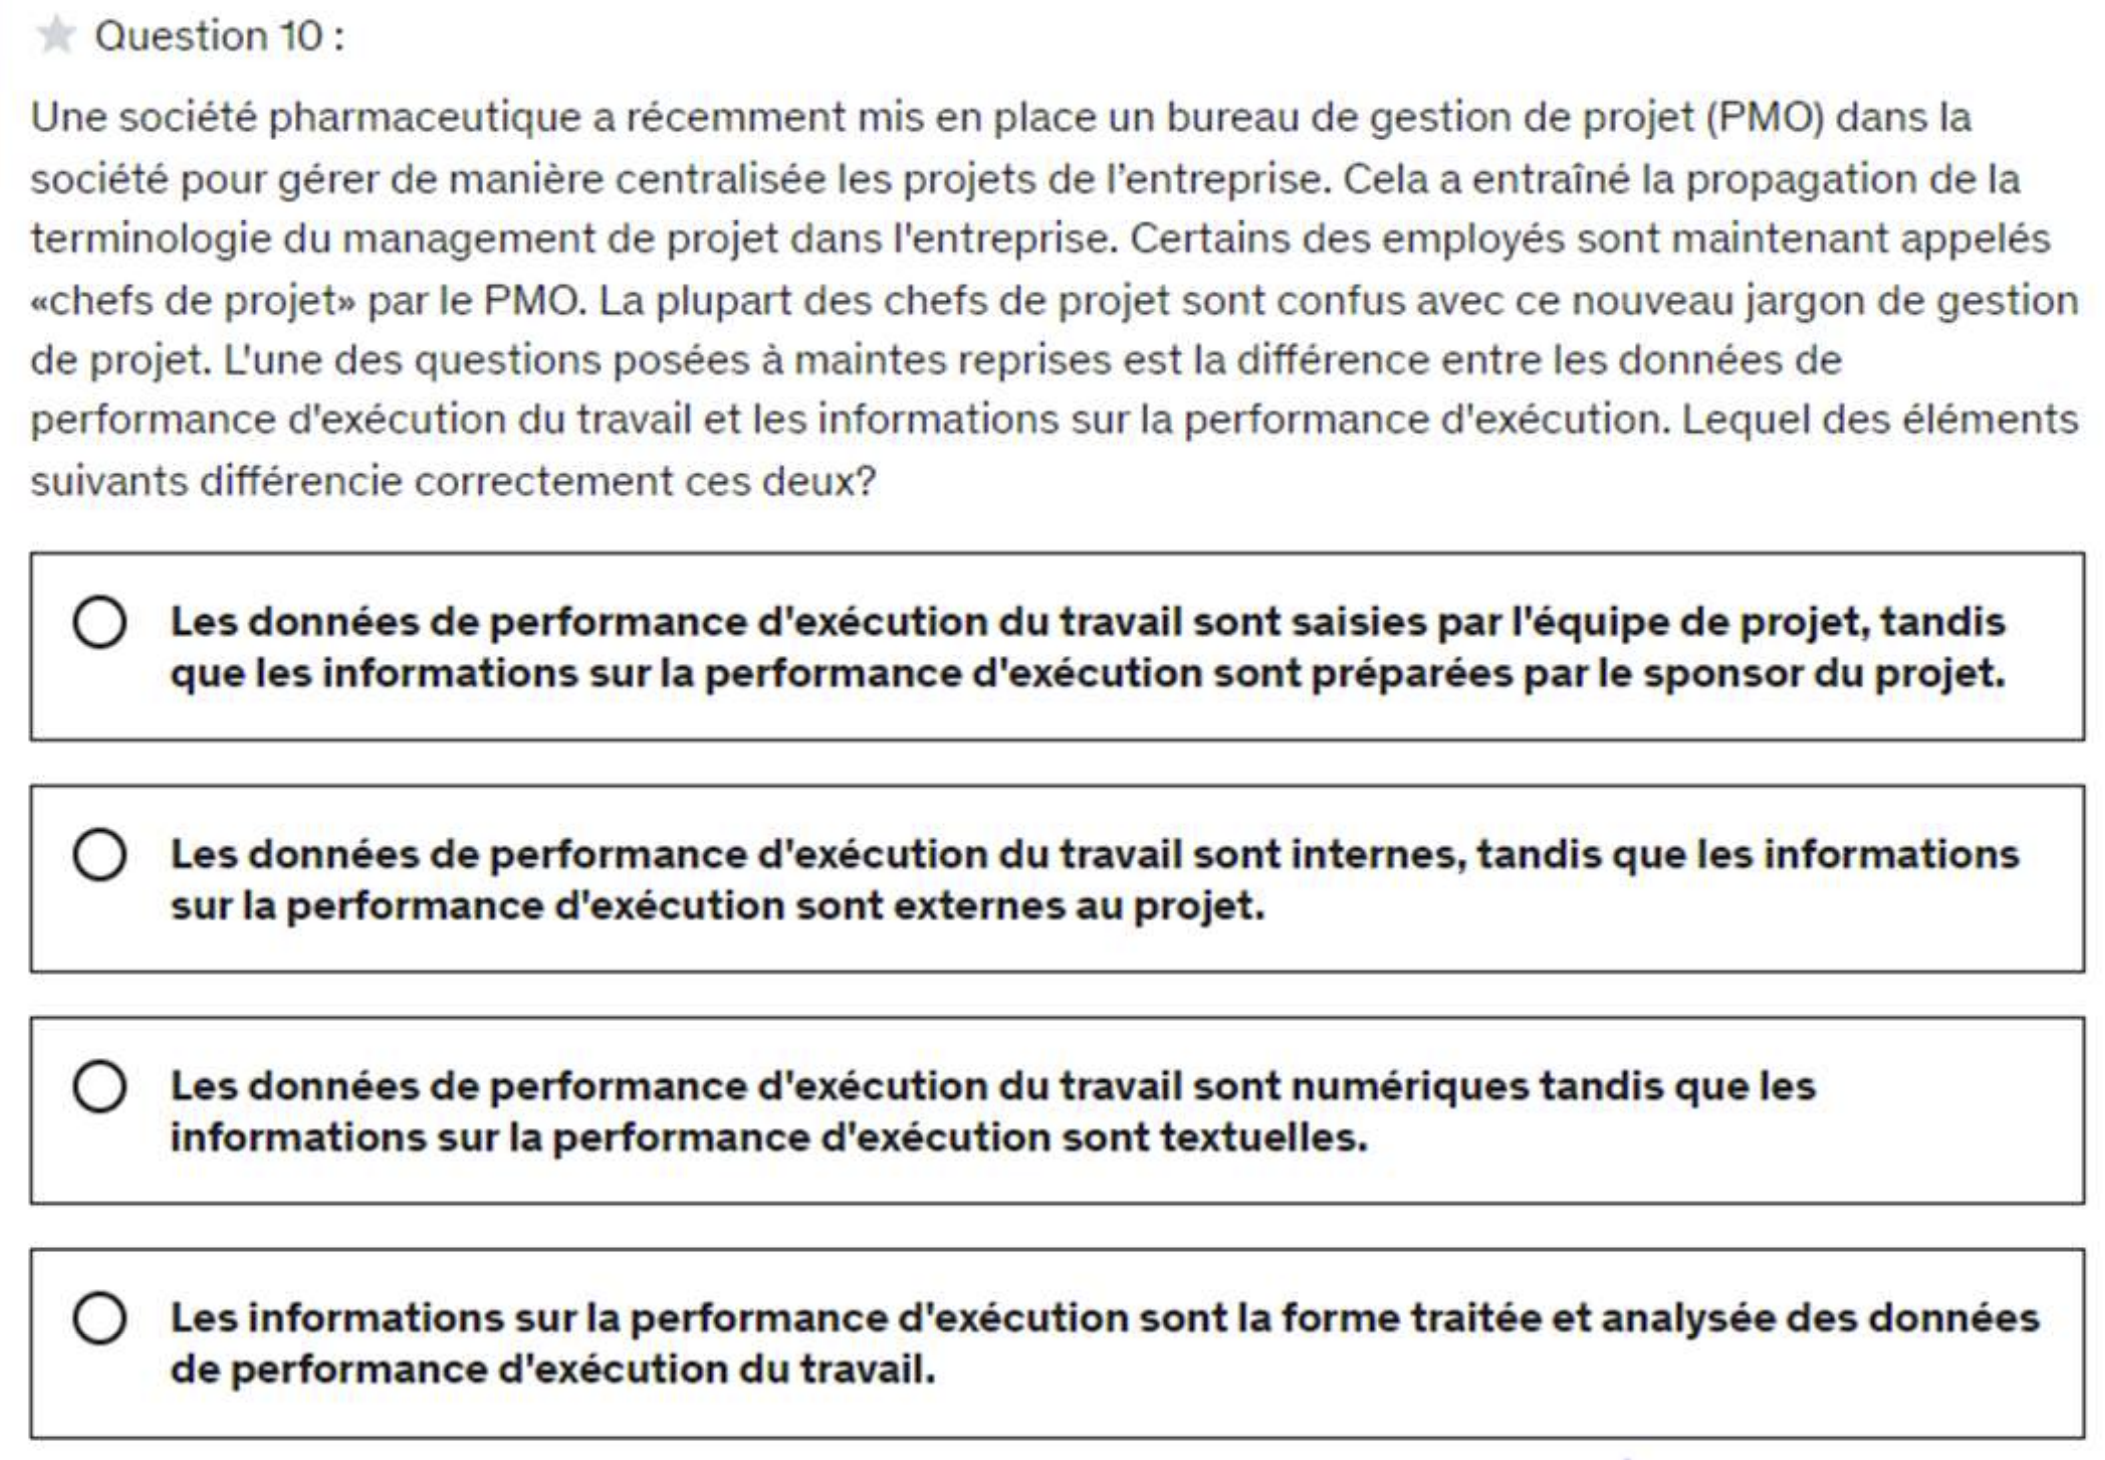 Question 10 :
Une société pharmaceutique a récemment mis en place un bureau de gestion de projet (PMO) dans la
société pour gérer de manière centralisée les projets de l’entreprise. Cela a entraîné la propagation de la
terminologie du management de projet dans l'entreprise. Certains des employés sont maintenant appelés
«chefs de projet» par le PMO. La plupart des chefs de projet sont confus avec ce nouveau jargon de gestion
de projet. L'une des questions posées à maintes reprises est la différence entre les données de
performance d'exécution du travail et les informations sur la performance d'exécution. Lequel des éléments
suivants différencie correctement ces deux?
Les données de performance d'exécution du travail sont saisies par l'équipe de projet, tandis
que les informations sur la performance d'exécution sont préparées par le sponsor du projet.
Les données de performance d'exécution du travail sont internes, tandis que les informations
sur la performance d'exécution sont externes au projet.
Les données de performance d'exécution du travail sont numériques tandis que les
informations sur la performance d'exécution sont textuelles.
Les informations sur la performance d'exécution sont la forme traitée et analysée des données
de performance d'exécution du travail.